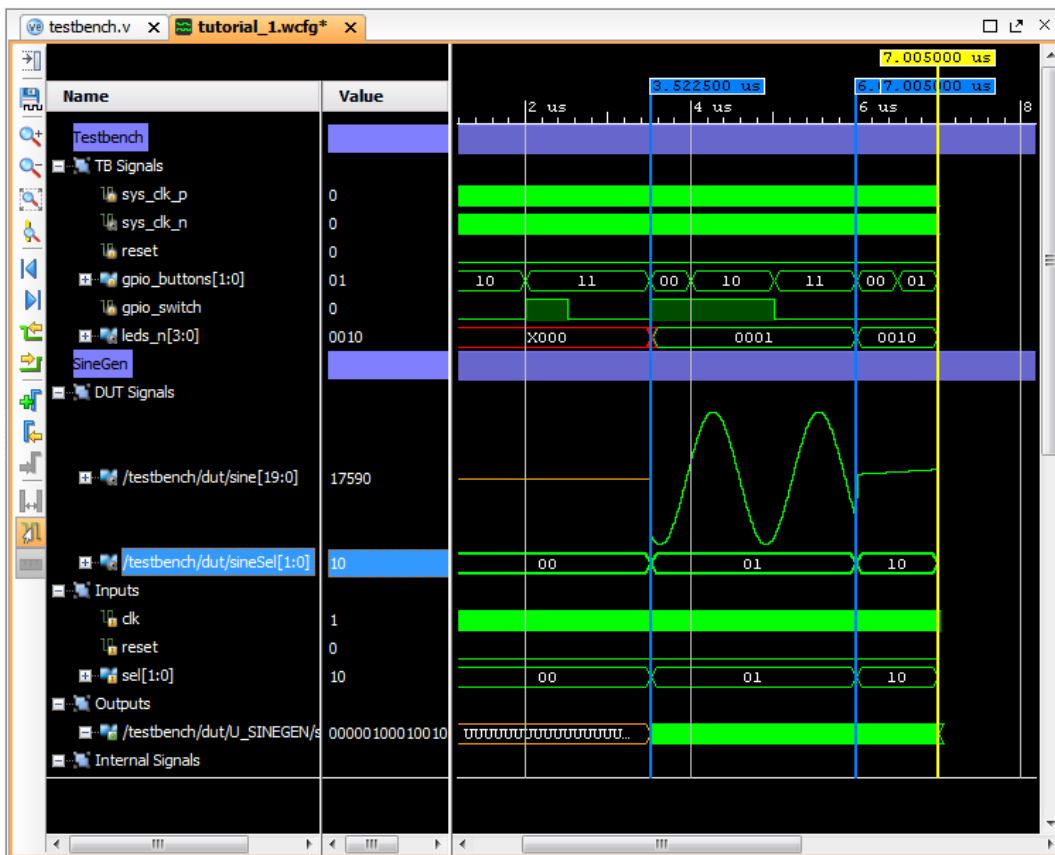 testbench.v X tutorial_1.wcfg* X
7.005000 us
3.522500 us 7.005000 us
Name Value
2 us 4 us 6 us 8
Testbench
TB Signals
sys_clk_p 0
sys_clk_n 0
reset 0
gpio_buttons[1:0] 01 10 11 00 10 11 00 01
gpio_switch 0
leds_n[3:0] 0010 X000 0001 0010
SineGen
DUT Signals
/testbench/dut/sine[19:0] 17590
/testbench/dut/sineSel[1:0] 10 00 01 10
Inputs
clk 1
reset 0
sel[1:0] 10 00 01 10
Outputs
/testbench/dut/U_SINEGEN/s 00000100010010
Internal Signals